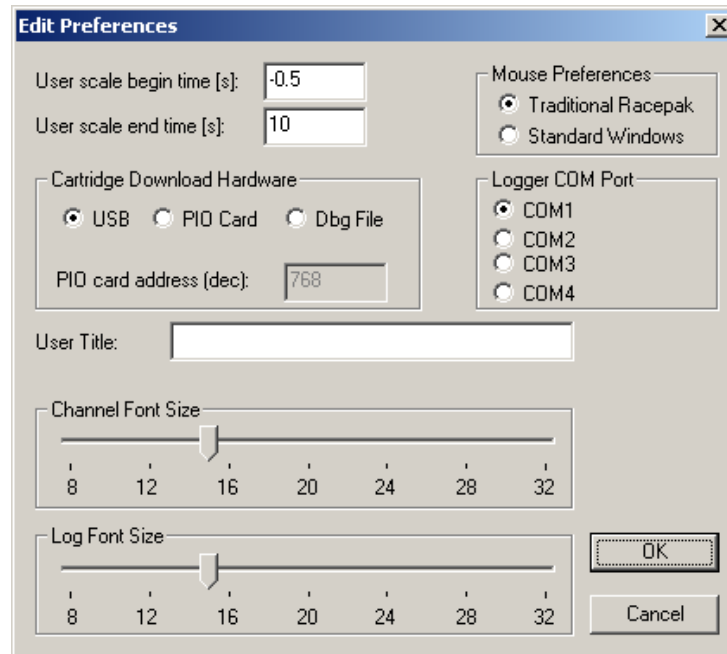 Edit Preferences
User scale begin time [s]: -0.5
User scale end time [s]: 10
Mouse Preferences
Traditional Racepak
Standard Windows
Cartridge Download Hardware
USB PIO Card Dbg File
PIO card address (dec): 768
Logger COM Port
COM1
COM2
COM3
COM4
User Title:
Channel Font Size
8 12 16 20 24 28 32
Log Font Size
8 12 16 20 24 28 32
OK
Cancel